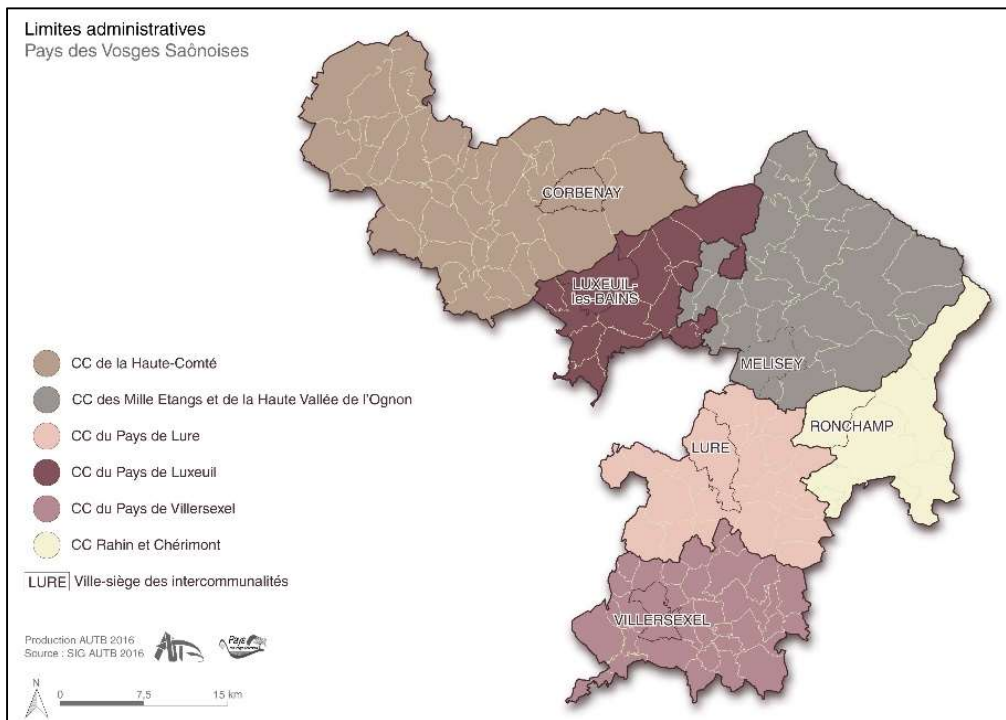 Limites administratives
Pays des Vosges Saônoises
CORBENAY
LUXEUIL-
les-BAINS
MELISEY
RONCHAMP
LURE
VILLERSEXEL
CC de la Haute-Comté
CC des Mille Etangs et de la Haute Vallée de l'Ognon
CC du Pays de Lure
CC du Pays de Luxeuil
CC du Pays de Villersexel
CC Rahin et Chérimont
LURE Ville-siège des intercommunalités
Production AUTB 2016
Source : SIG AUTB 2016
Pays
N
0 7,5 15 km